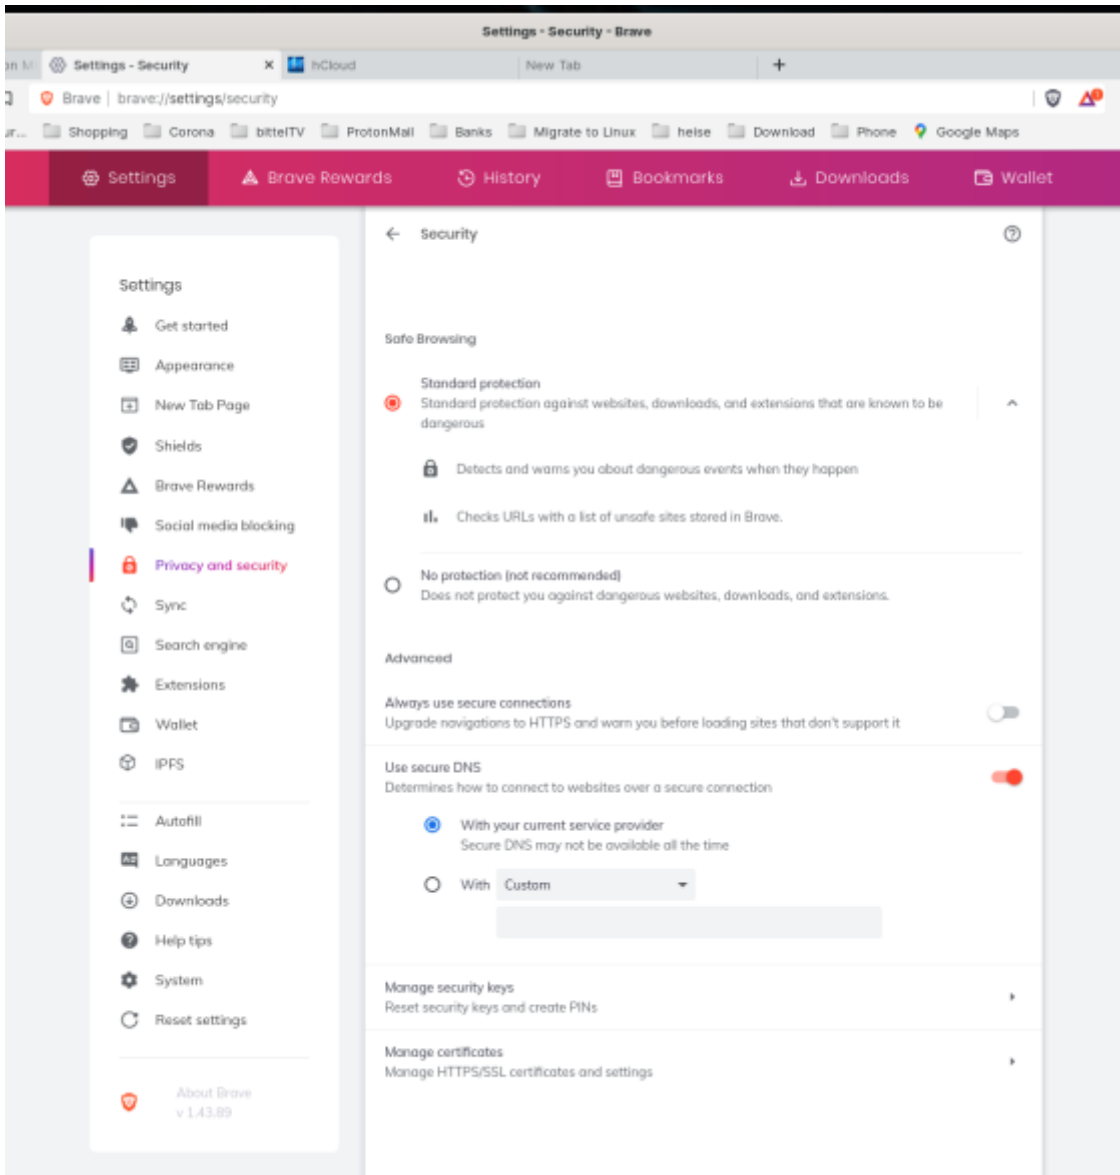 Settings - Security - Brave
Settings - Security
hCloud
New Tab
Brave | brave://settings/security
Shopping Corona bittelTV ProtonMail Banks Migrate to Linux heise Download Phone Google Maps
Settings Brave Rewards History Bookmarks Downloads Wallet
Security
Settings
Get started
Appearance
New Tab Page
Shields
Brave Rewards
Social media blocking
Privacy and security
Sync
Search engine
Extensions
Wallet
IPFS
Autofill
Languages
Downloads
Help tips
System
Reset settings
About Brave
v 1.43.89
Safe Browsing
Standard protection
Standard protection against websites, downloads, and extensions that are known to be
dangerous
Detects and warns you about dangerous events when they happen
Checks URLs with a list of unsafe sites stored in Brave.
No protection (not recommended)
Does not protect you against dangerous websites, downloads, and extensions.
Advanced
Always use secure connections
Upgrade navigations to HTTPS and warn you before loading sites that don't support it
Use secure DNS
Determines how to connect to websites over a secure connection
With your current service provider
Secure DNS may not be available all the time
With Custom
Manage security keys
Reset security keys and create PINs
Manage certificates
Manage HTTPS/SSL certificates and settings